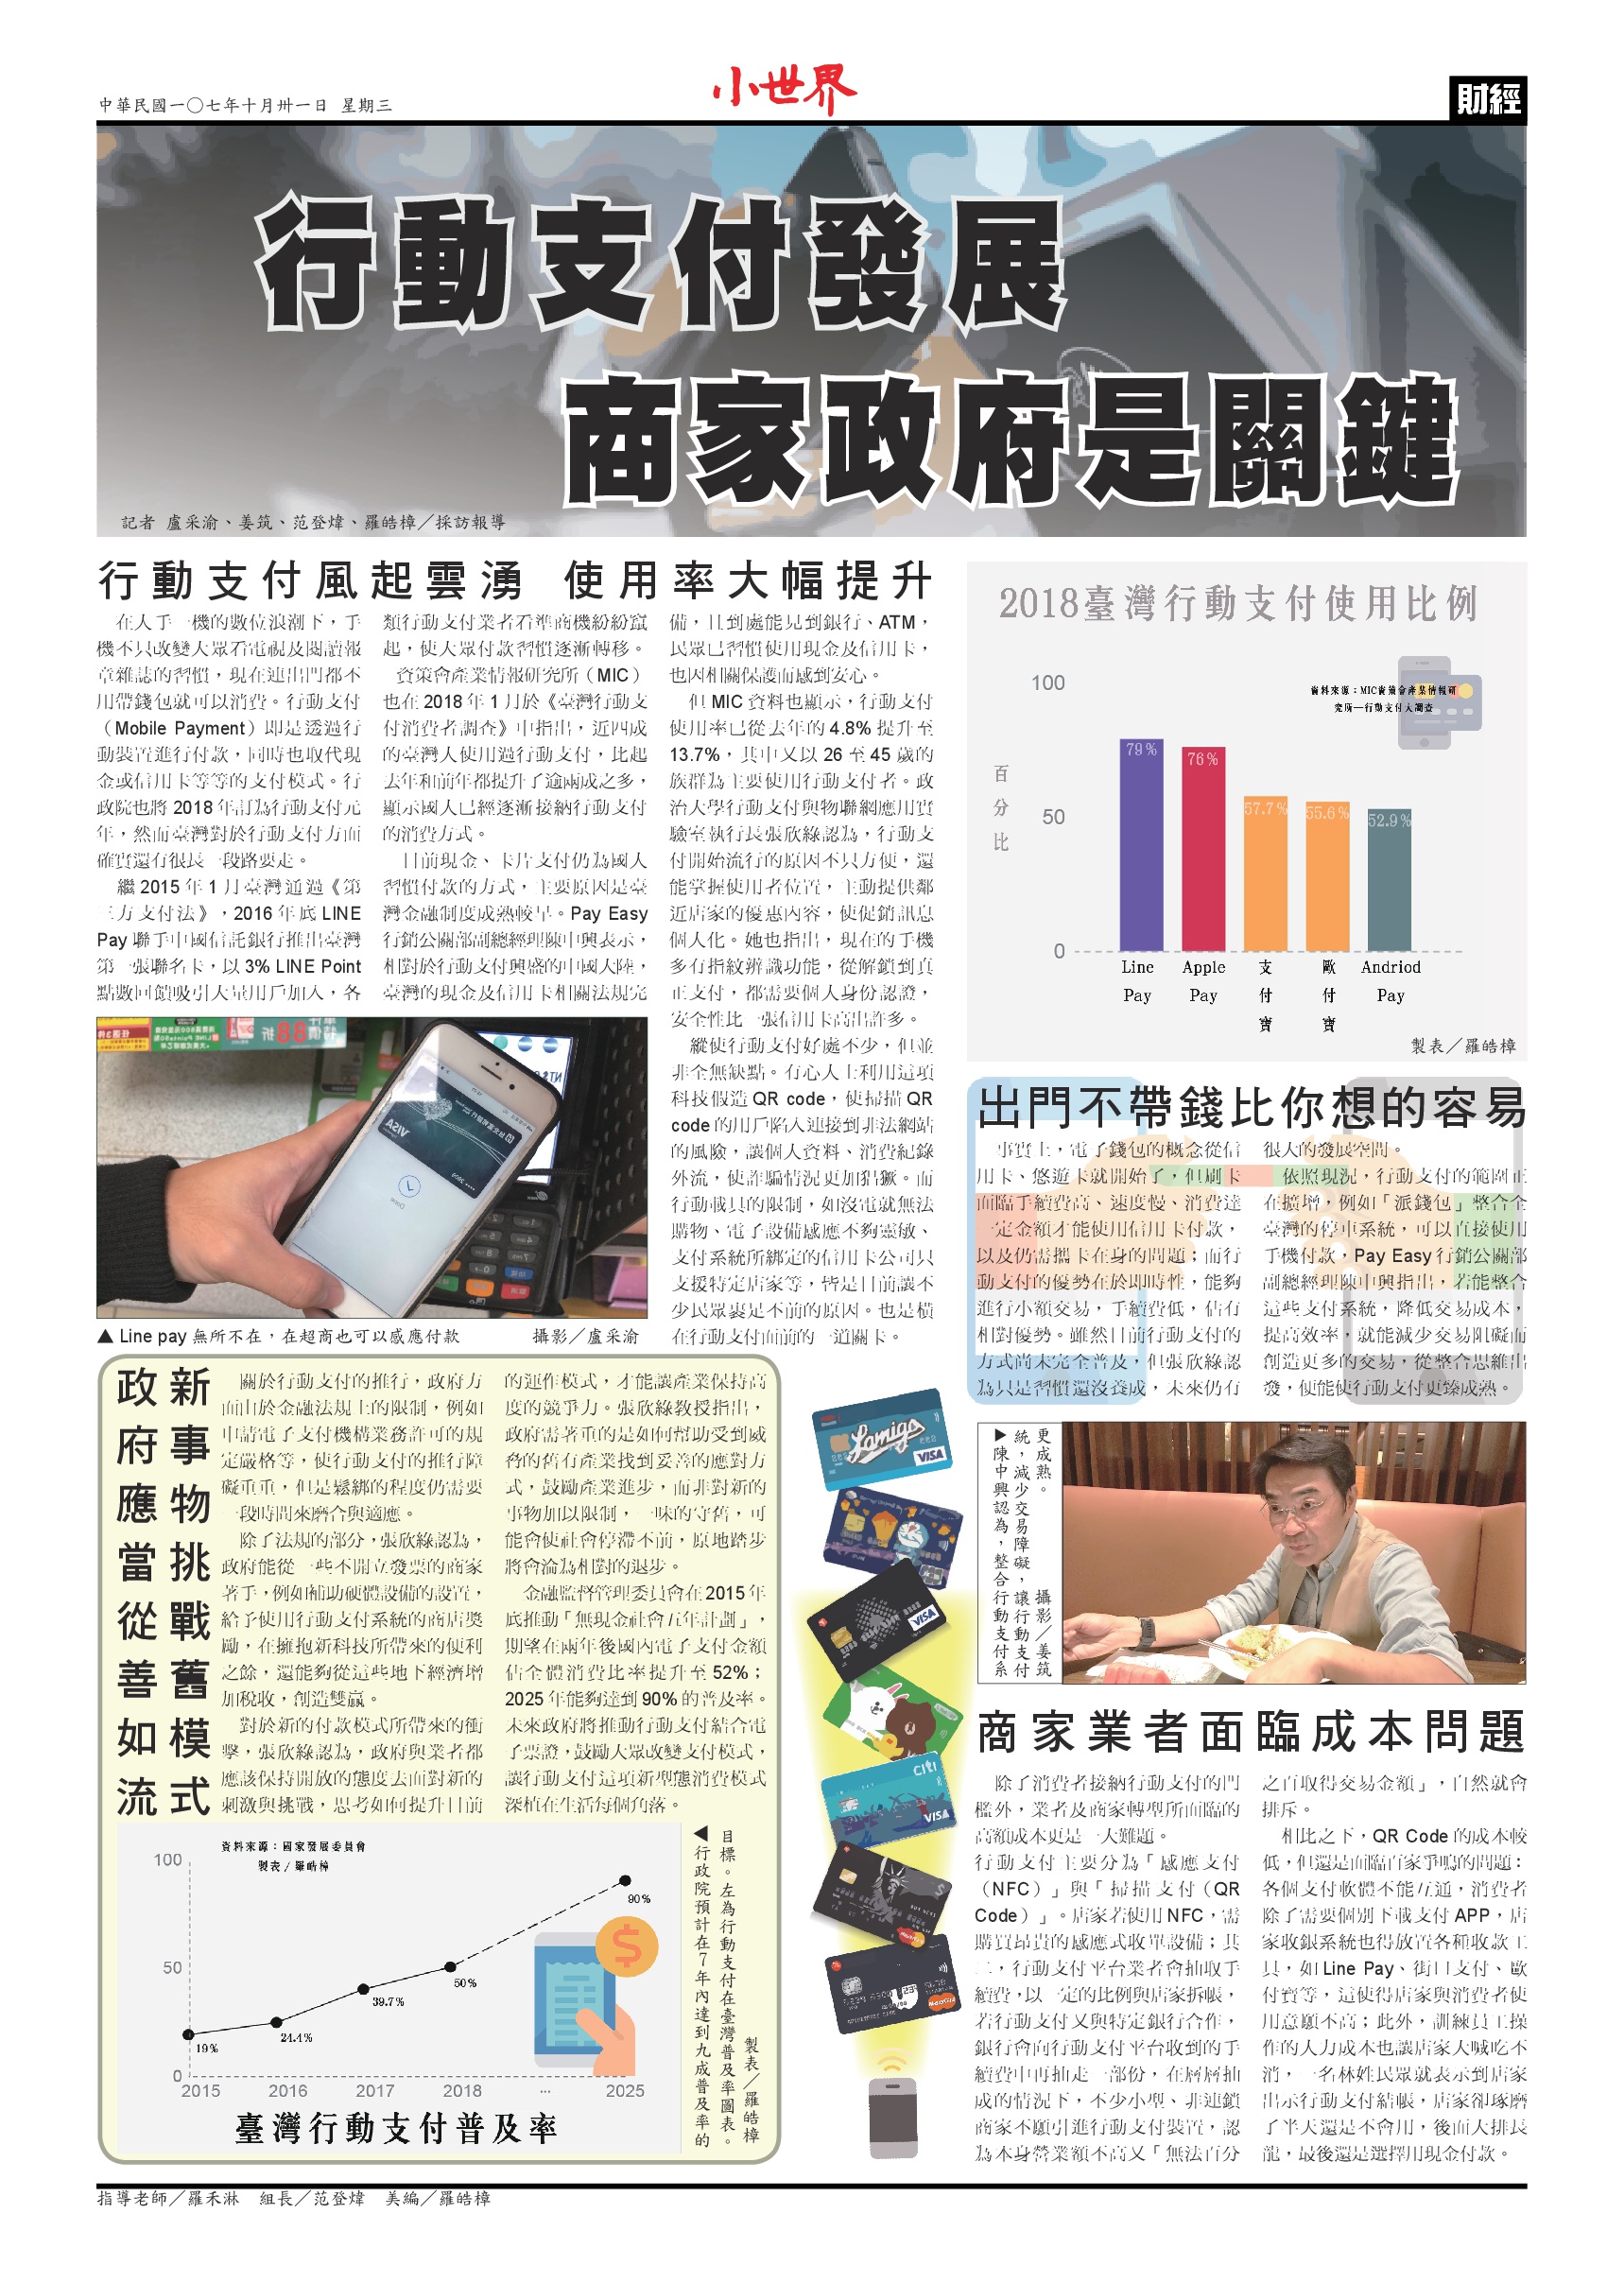 中華民國一〇七年十月卅一日 星期三
小世界
財經
行動支付發展
商家政府是關鍵
記者 盧采渝、姜筑、范登煒、羅皓樟／採訪報導
行動支付風起雲湧 使用率大幅提升
在人手一機的數位浪潮下，手
機不只改變大眾看電視及閱讀報
章雜誌的習慣，現在連出門都不
用帶錢包就可以消費。行動支付
（Mobile Payment）即是透過行
動裝置進行付款，同時也取代現
金或信用卡等等的支付模式。行
政院也將 2018 年訂為行動支付元
年，然而臺灣對於行動支付方面
確實還有很長一段路要走。
繼 2015 年 1 月臺灣通過《第
三方支付法》，2016 年底 LINE
Pay 聯手中國信託銀行推出臺灣
第一張聯名卡，以 3% LINE Point
點數回饋吸引大量用戶加入，各
類行動支付業者看準商機紛紛竄
起，使大眾付款習慣逐漸轉移。
資策會產業情報研究所（MIC）
也在 2018 年 1 月於《臺灣行動支
付消費者調查》中指出，近四成
的臺灣人使用過行動支付，比起
去年和前年都提升了逾兩成之多，
顯示國人已經逐漸接納行動支付
的消費方式。
目前現金、卡片支付仍為國人
習慣付款的方式，主要原因是臺
灣金融制度成熟較早。Pay Easy
行銷公關部副總經理陳中興表示，
相對於行動支付興盛的中國大陸，
臺灣的現金及信用卡相關法規完
備，且到處能見到銀行、ATM，
民眾已習慣使用現金及信用卡，
也因相關保護而感到安心。
但 MIC 資料也顯示，行動支付
使用率已從去年的 4.8% 提升至
13.7%，其中又以 26 至 45 歲的
族群為主要使用行動支付者。政
治大學行動支付與物聯網應用實
驗室執行長張欣綠認為，行動支
付開始流行的原因不只方便，還
能掌握使用者位置，主動提供鄰
近店家的優惠內容，使促銷訊息
個人化。她也指出，現在的手機
多有指紋辨識功能，從解鎖到真
正支付，都需要個人身份認證，
安全性比一張信用卡高出許多。
縱使行動支付好處不少，但並
非全無缺點。有心人士利用這項
科技假造 QR code，使掃描 QR
code 的用戶陷入連接到非法網站
的風險，讓個人資料、消費紀錄
外流，使詐騙情況更加猖獗。而
行動載具的限制，如沒電就無法
購物、電子設備感應不夠靈敏、
支付系統所綁定的信用卡公司只
支援特定店家等，皆是目前讓不
少民眾裹足不前的原因。也是橫
在行動支付面前的一道關卡。
▲ Line pay 無所不在，在超商也可以感應付款 攝影／盧采渝
2018臺灣行動支付使用比例
資料來源：MIC資策會產業情報研
究所—行動支付大調查
百分比
100
50
0
79%
76%
57.7%
55.6%
52.9%
Line Pay
Apple Pay
支付寶
歐付寶
Andriod Pay
製表／羅皓樟
出門不帶錢比你想的容易
事實上，電子錢包的概念從信
用卡、悠遊卡就開始了，但刷卡
面臨手續費高、速度慢、消費達
一定金額才能使用信用卡付款，
以及仍需攜卡在身的問題；而行
動支付的優勢在於即時性，能夠
進行小額交易，手續費低，佔有
相對優勢。雖然目前行動支付的
方式尚未完全普及，但張欣綠認
為只是習慣還沒養成，未來仍有
很大的發展空間。
依照現況，行動支付的範圍正
在擴增，例如「派錢包」整合全
臺灣的停車系統，可以直接使用
手機付款，Pay Easy 行銷公關部
副總經理陳中興指出，若能整合
這些支付系統，降低交易成本，
提高效率，就能減少交易阻礙而
創造更多的交易，從整合思維出
發，便能使行動支付更臻成熟。
▶陳中興認為，整合行動支付系
統，減少交易障礙，讓行動支付
更成熟。 攝影／姜筑
新事物挑戰舊模式
政府應當從善如流
關於行動支付的推行，政府方
面由於金融法規上的限制，例如
申請電子支付機構業務許可的規
定嚴格等，使行動支付的推行障
礙重重，但是鬆綁的程度仍需要
一段時間來磨合與適應。
除了法規的部分，張欣綠認為，
政府能從一些不開立發票的商家
著手，例如補助硬體設備的設置，
給予使用行動支付系統的商店獎
勵，在擁抱新科技所帶來的便利
之餘，還能夠從這些地下經濟增
加稅收，創造雙贏。
對於新的付款模式所帶來的衝
擊，張欣綠認為，政府與業者都
應該保持開放的態度去面對新的
刺激與挑戰，思考如何提升目前
的運作模式，才能讓產業保持高
度的競爭力。張欣綠教授指出，
政府需著重的是如何幫助受到威
脅的舊有產業找到妥善的應對方
式，鼓勵產業進步，而非對新的
事物加以限制，一味的守舊，可
能會使社會停滯不前，原地踏步
將會淪為相對的退步。
金融監督管理委員會在 2015 年
底推動「無現金社會五年計劃」，
期望在兩年後國內電子支付金額
佔全體消費比率提升至 52%；
2025 年能夠達到 90% 的普及率。
未來政府將推動行動支付結合電
子票證，鼓勵大眾改變支付模式，
讓行動支付這項新型態消費模式
深植在生活每個角落。
資料來源：國家發展委員會
製表／羅皓樟
100
50
0
19%
24.4%
39.7%
50%
90%
2015 2016 2017 2018 ... 2025
臺灣行動支付普及率
◀行政院預計在7年內達到九成普及率的
目標。左為行動支付在臺灣普及率圖表。
製表／羅皓樟
Lamigo
VISA
VISA
citi
VISA
MasterCard
MasterCard
商家業者面臨成本問題
除了消費者接納行動支付的門
檻外，業者及商家轉型所面臨的
高額成本更是一大難題。
行動支付主要分為「感應支付
（NFC）」與「掃描支付（QR
Code）」。店家若使用 NFC，需
購買昂貴的感應式收單設備；其
二，行動支付平台業者會抽取手
續費，以一定的比例與店家拆帳，
若行動支付又與特定銀行合作，
銀行會向行動支付平台收到的手
續費中再抽走一部份，在層層抽
成的情況下，不少小型、非連鎖
商家不願引進行動支付裝置，認
為本身營業額不高又「無法百分
之百取得交易金額」，自然就會
排斥。
相比之下，QR Code 的成本較
低，但還是面臨百家爭鳴的問題：
各個支付軟體不能互通，消費者
除了需要個別下載支付 APP，店
家收銀系統也得放置各種收款工
具，如 Line Pay、街口支付、歐
付寶等，這使得店家與消費者使
用意願不高；此外，訓練員工操
作的人力成本也讓店家大喊吃不
消，一名林姓民眾就表示到店家
出示行動支付結帳，店家卻琢磨
了半天還是不會用，後面大排長
龍，最後還是選擇用現金付款。
指導老師／羅禾淋 組長／范登煒 美編／羅皓樟